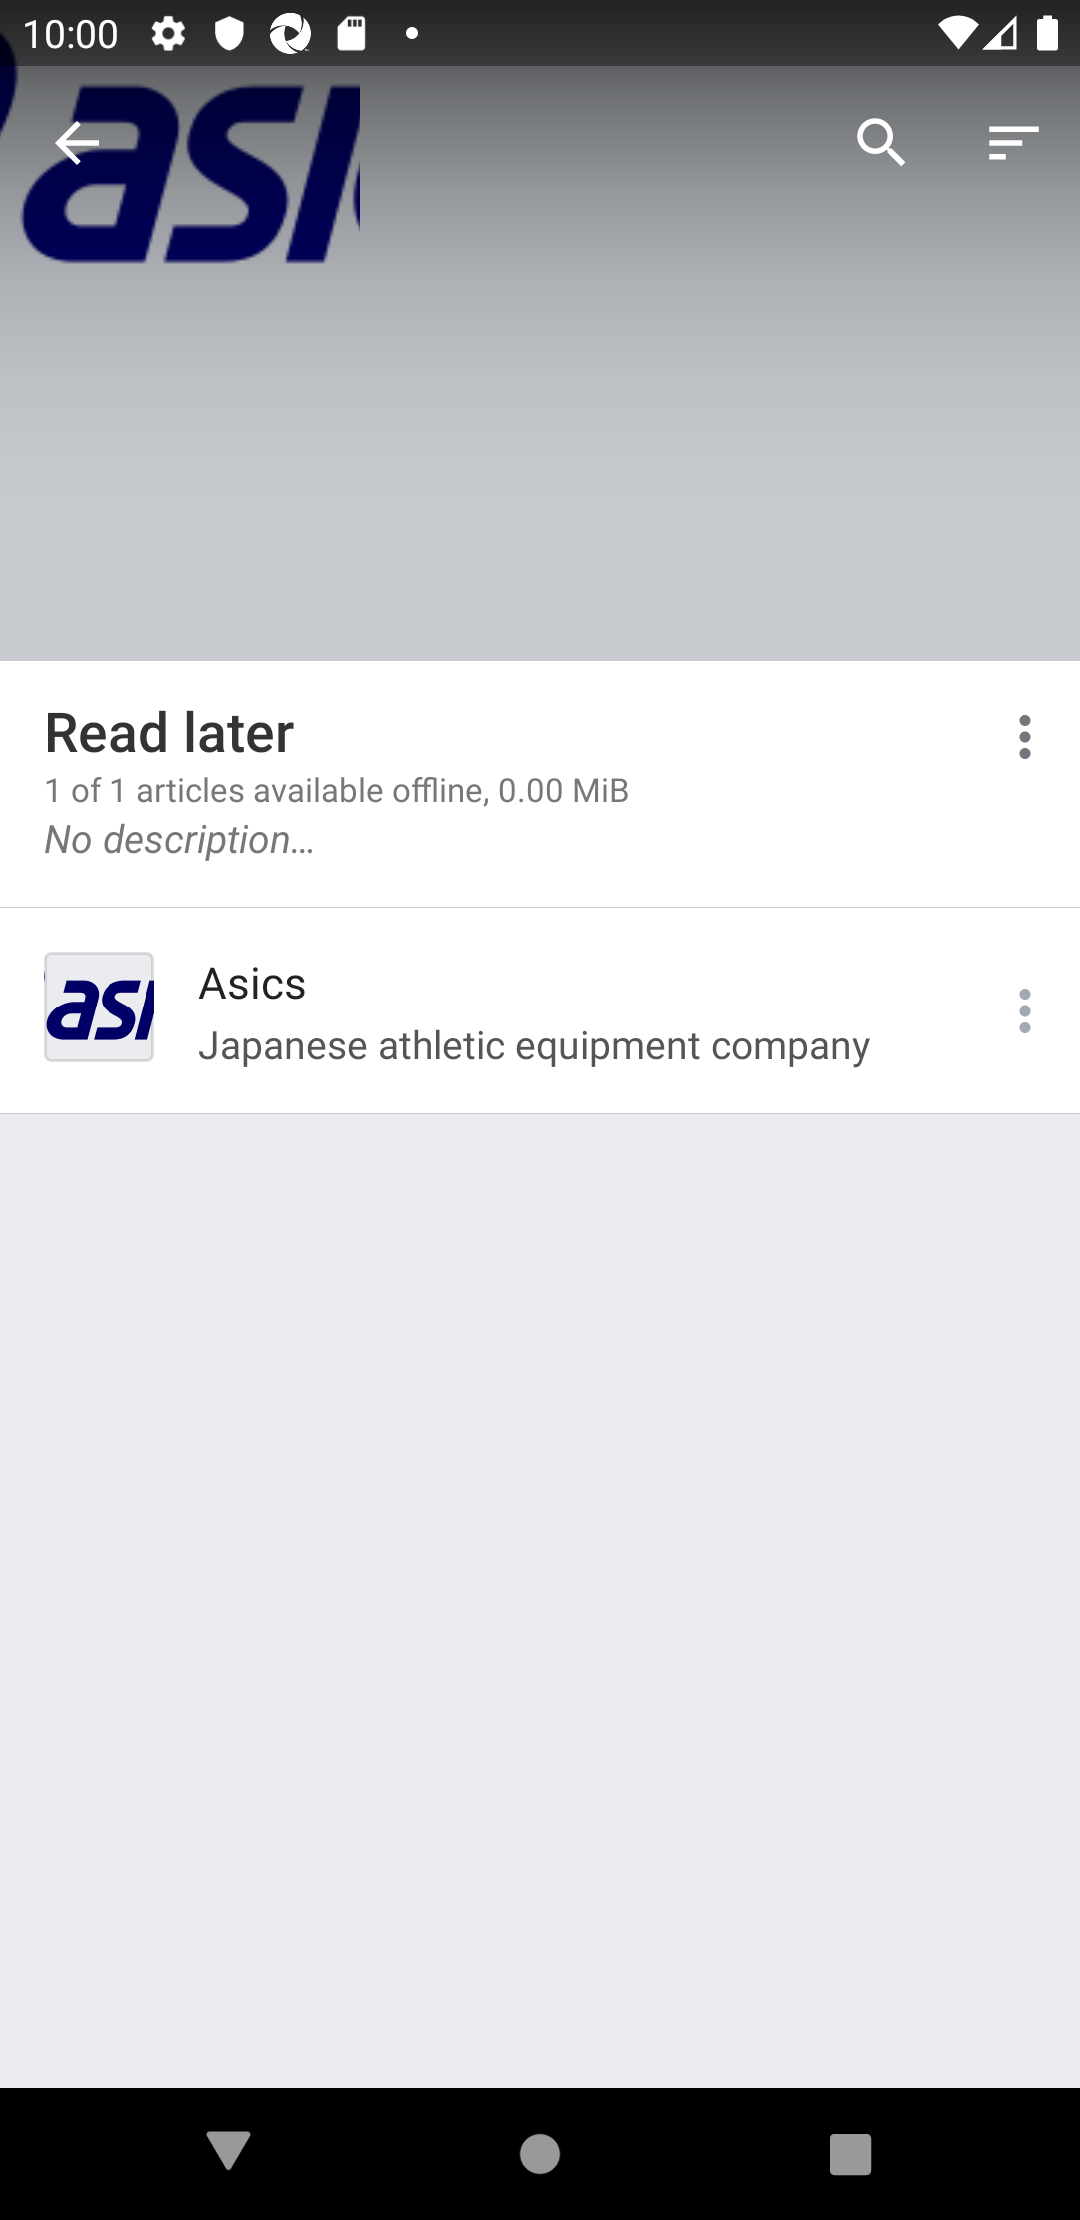 10:00
asi
Read later
1 of 1 articles available offline, 0.00 MiB
No description…
asi
Asics
Japanese athletic equipment company